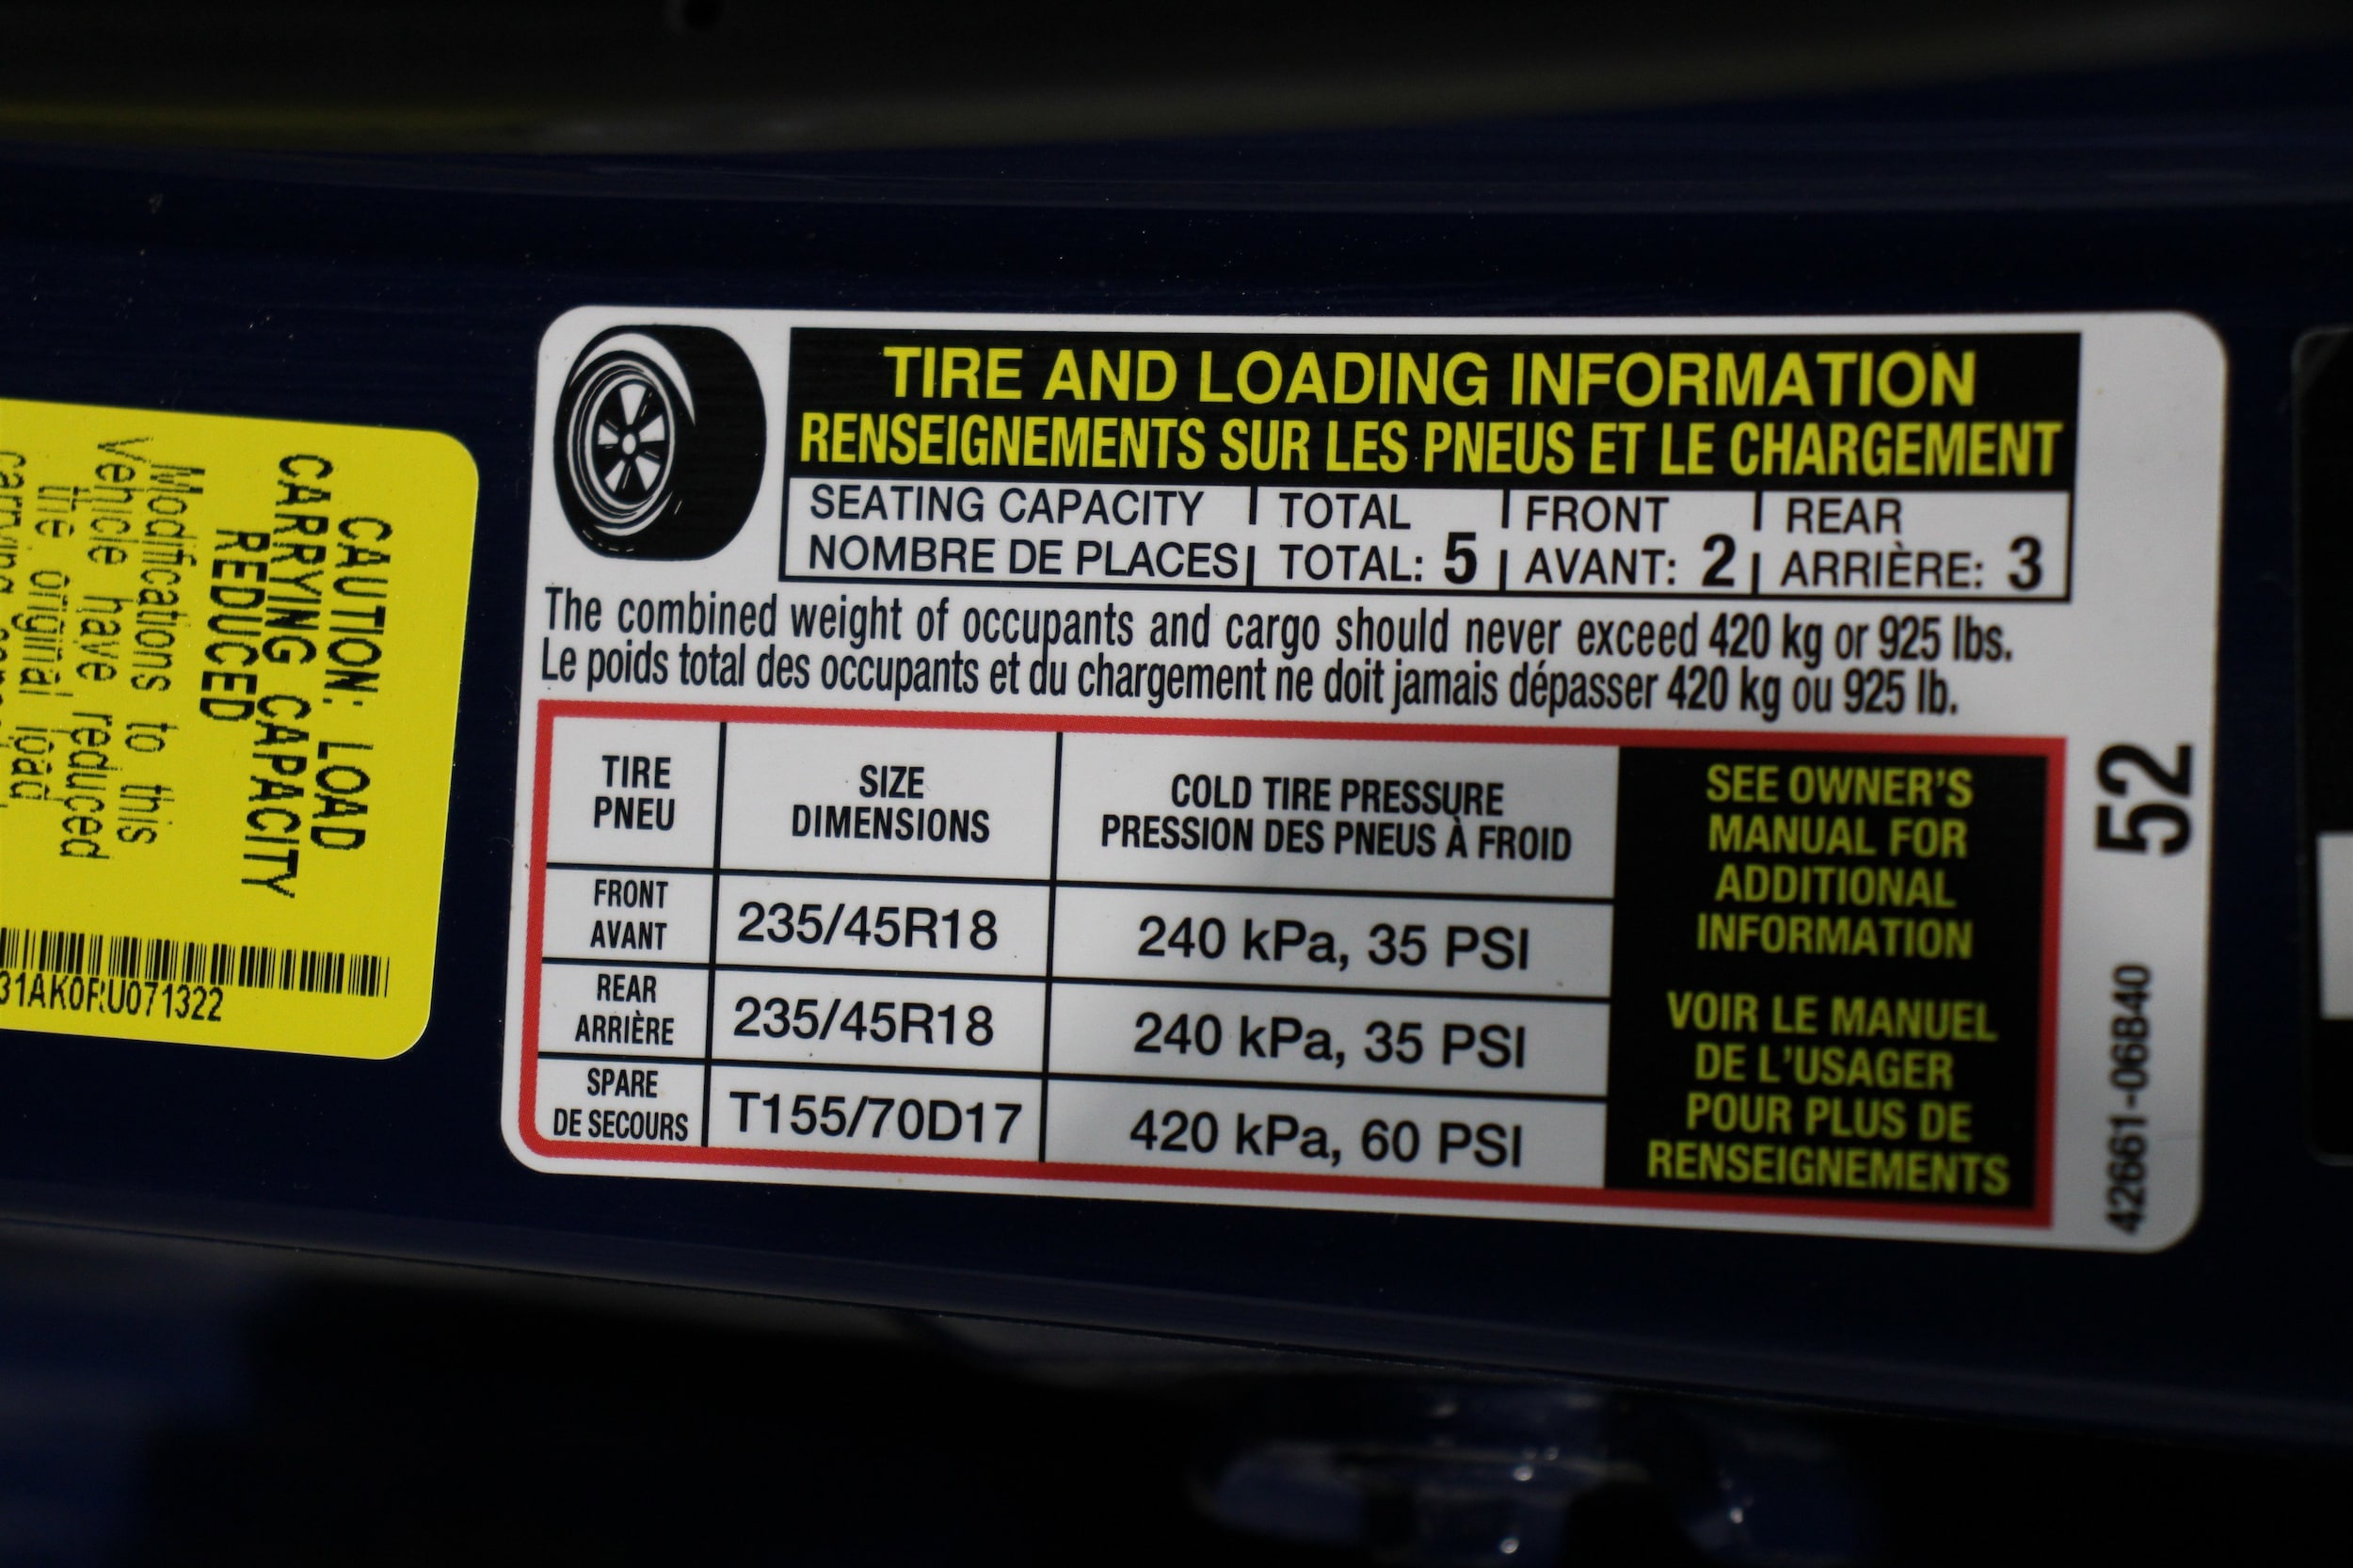 CAUTION: LOAD
CARRYING CAPACITY
REDUCED
Modifications to this
vehicle have reduced
the original load
31AK0RU071322
TIRE AND LOADING INFORMATION
RENSEIGNEMENTS SUR LES PNEUS ET LE CHARGEMENT
SEATING CAPACITY | TOTAL | FRONT | REAR
NOMBRE DE PLACES | TOTAL: 5 | AVANT: 2 | ARRIÈRE: 3
The combined weight of occupants and cargo should never exceed 420 kg or 925 lbs.
Le poids total des occupants et du chargement ne doit jamais dépasser 420 kg ou 925 lb.
TIRE
PNEU
SIZE
DIMENSIONS
COLD TIRE PRESSURE
PRESSION DES PNEUS À FROID
FRONT
AVANT
235/45R18
240 kPa, 35 PSI
REAR
ARRIÈRE
235/45R18
240 kPa, 35 PSI
SPARE
DE SECOURS
T155/70D17
420 kPa, 60 PSI
SEE OWNER'S
MANUAL FOR
ADDITIONAL
INFORMATION
VOIR LE MANUEL
DE L'USAGER
POUR PLUS DE
RENSEIGNEMENTS
52
42661-06B40